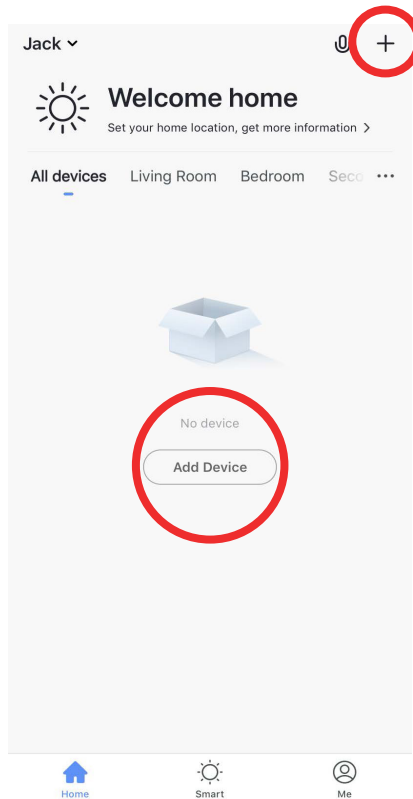 Jack
Welcome home
Set your home location, get more information >
All devices Living Room Bedroom Seco ...
No device
Add Device
Home Smart Me